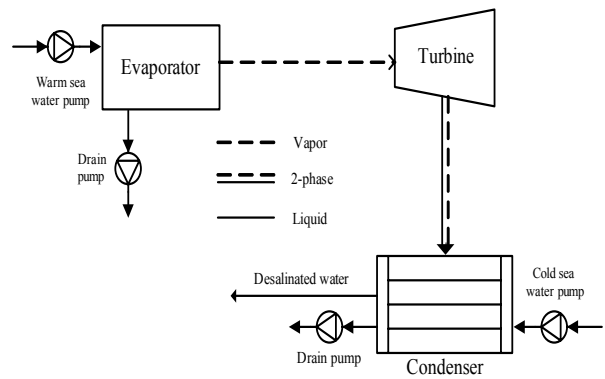 Evaporator
Turbine
Warm sea
water pump
Drain
pump
Vapor
2-phase
Liquid
Desalinated water
Cold sea
water pump
Drain pump
Condenser